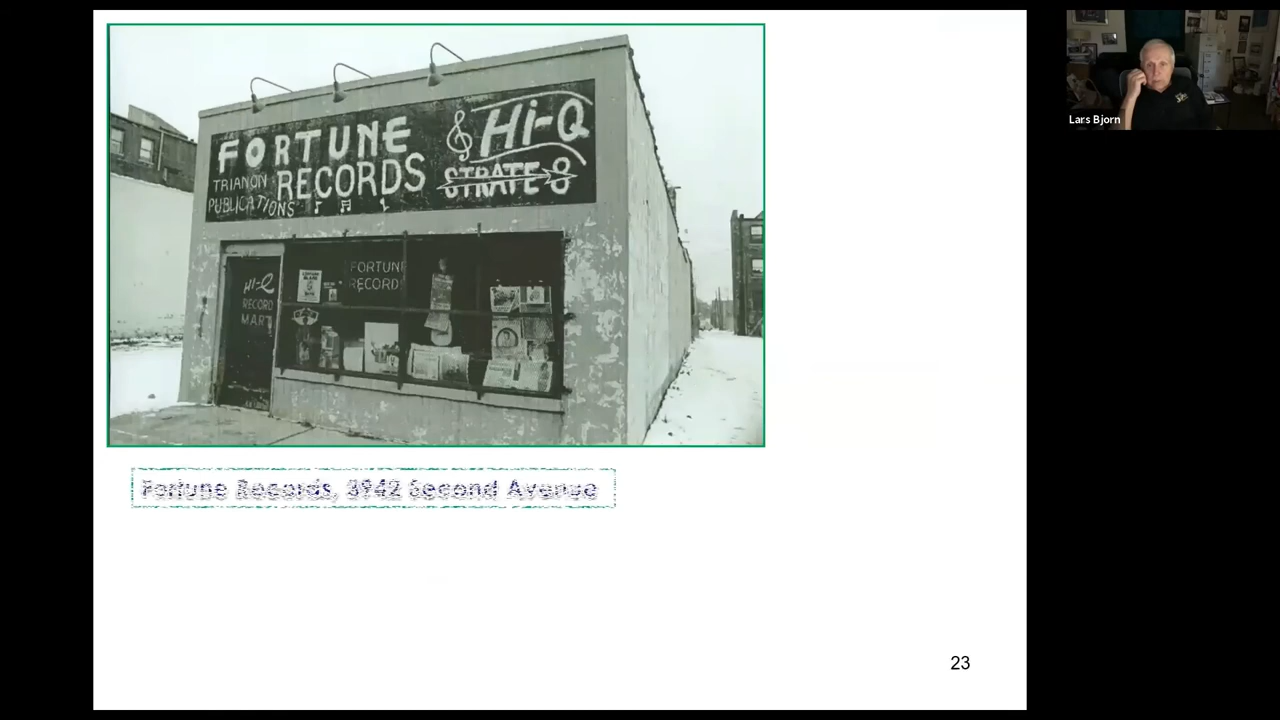 FORTUNE
RECORDS
TRIANON
PUBLICATIONS
Hi-Q
STRATE 8
HI-Q
RECORD
MART
FORTUNE
RECORD
Fortune Records, 3942 Second Avenue
23
Lars Bjorn